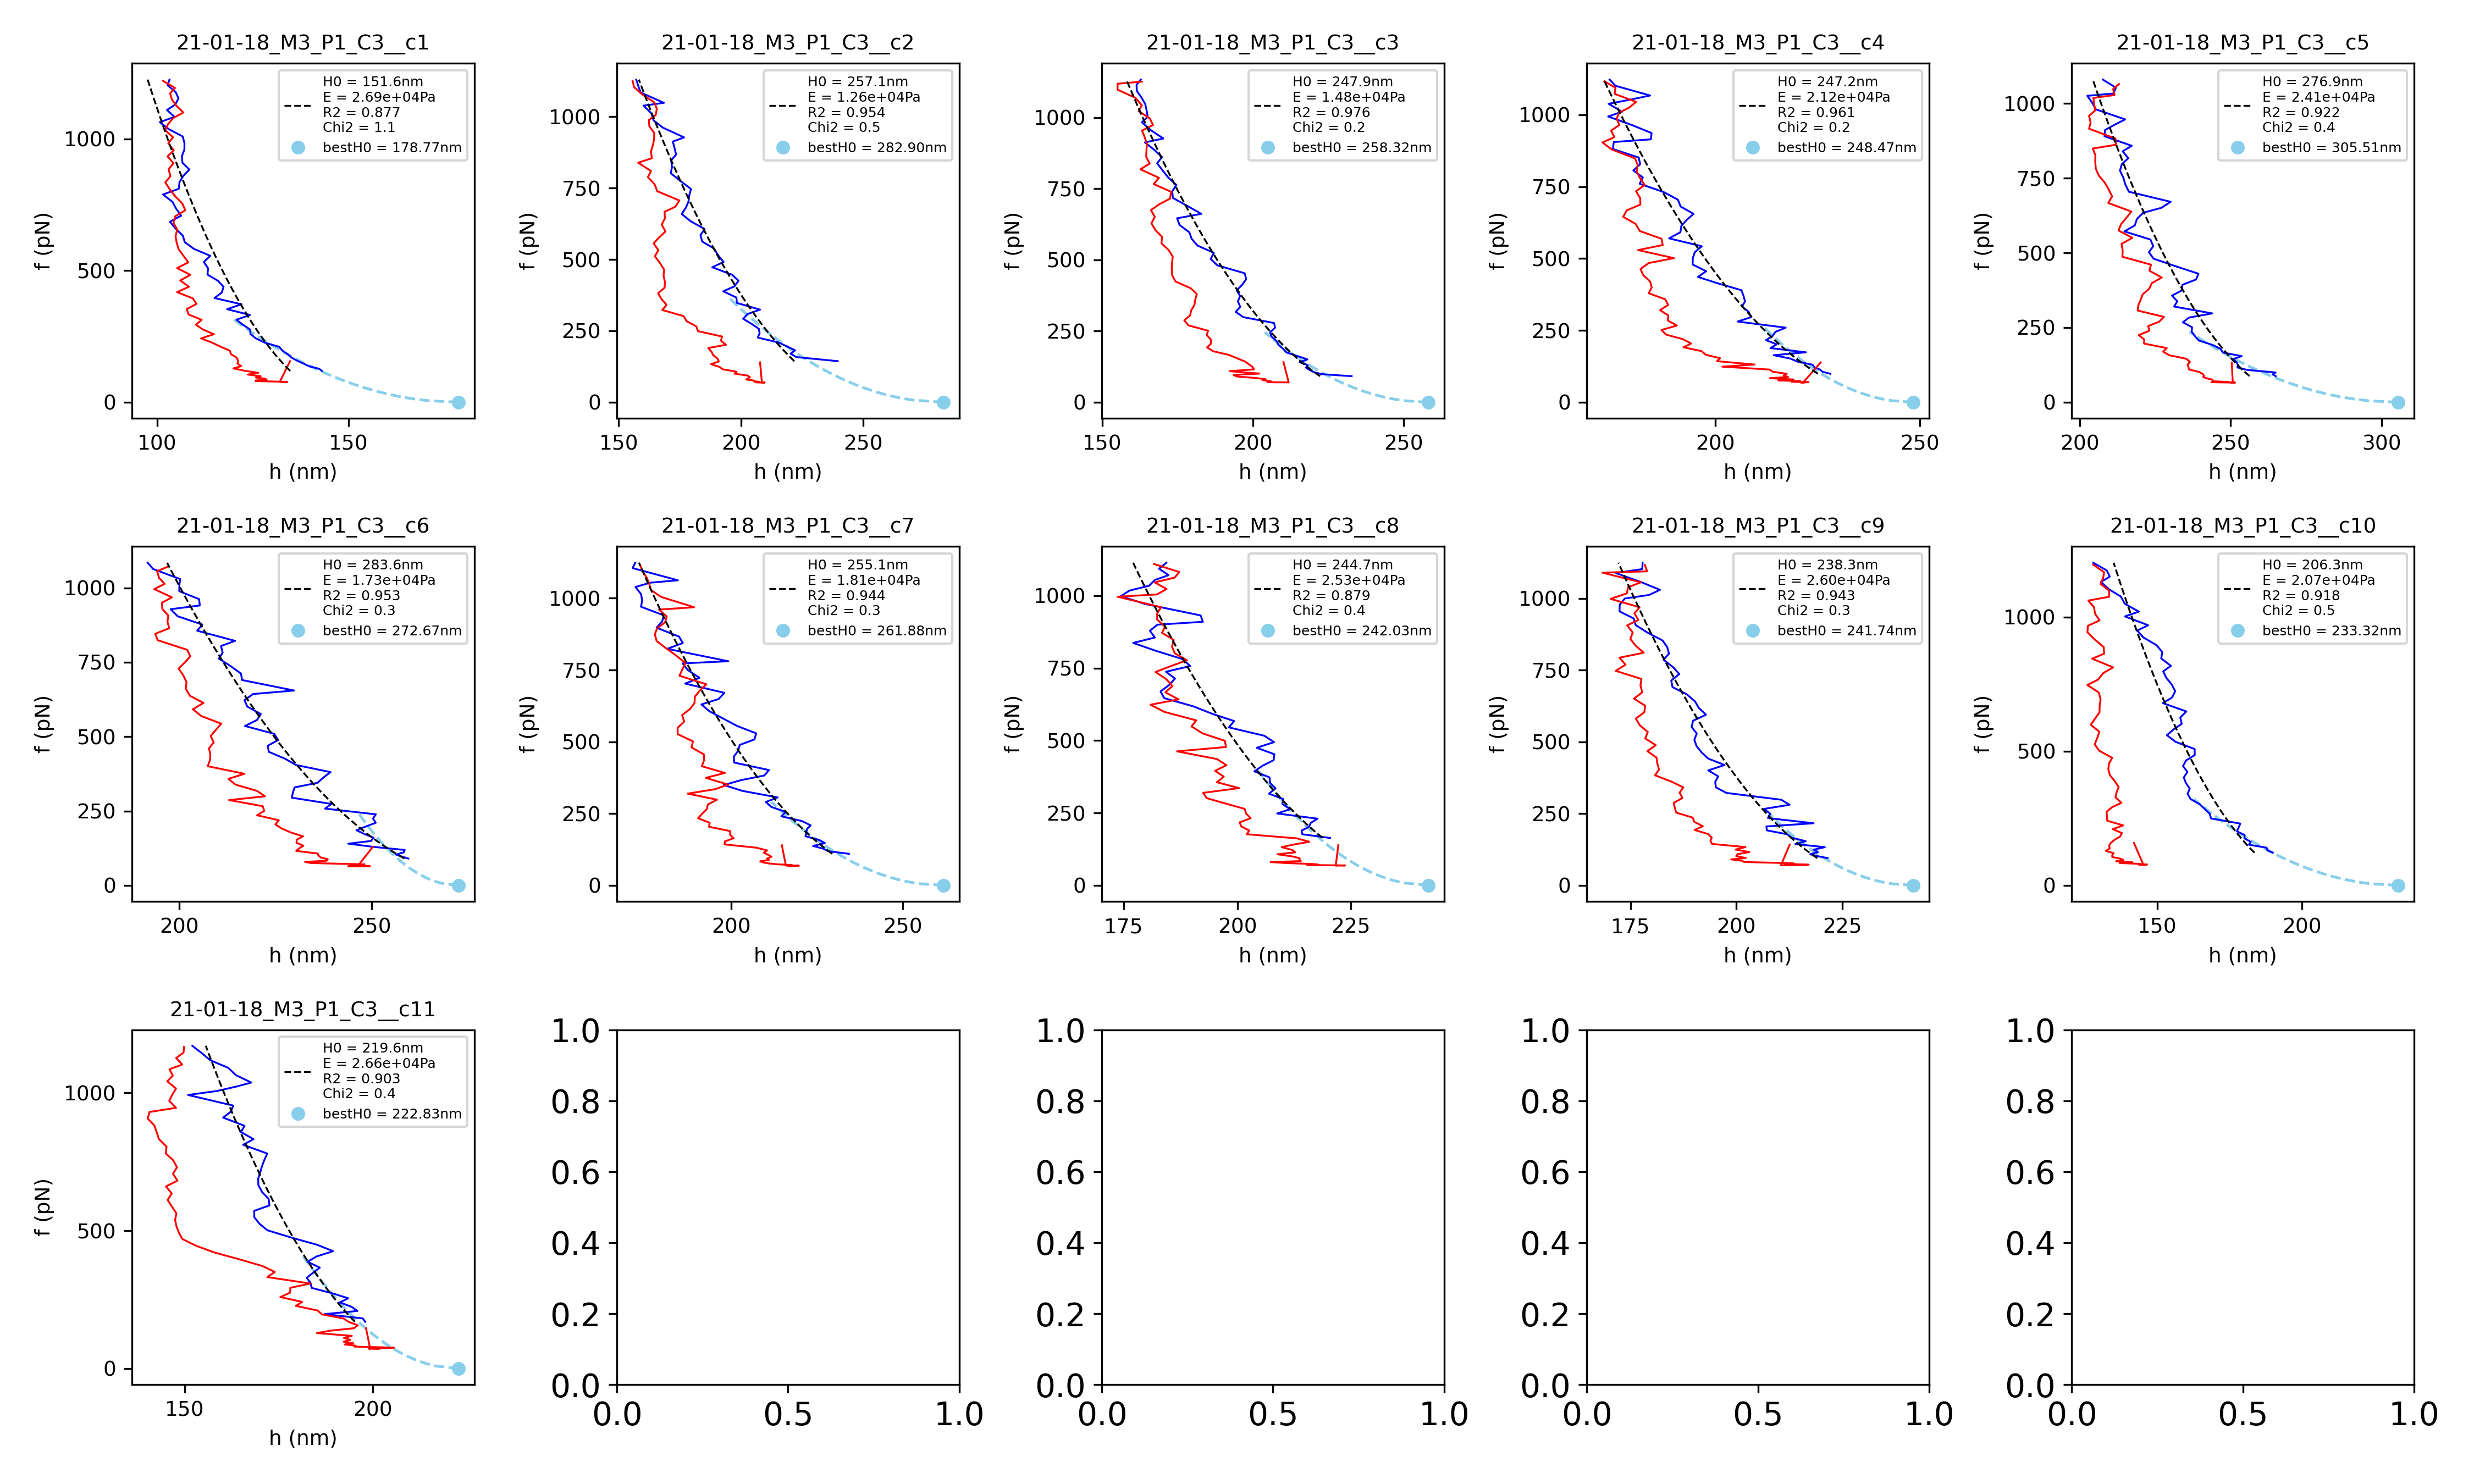 21-01-18_M3_P1_C3__c1
H0 = 151.6nm
E = 2.69e+04Pa
R2 = 0.877
Chi2 = 1.1
bestH0 = 178.77nm
f (pN)
1000
500
0
100 150
h (nm)
21-01-18_M3_P1_C3__c2
H0 = 257.1nm
E = 1.26e+04Pa
R2 = 0.954
Chi2 = 0.5
bestH0 = 282.90nm
f (pN)
1000
750
500
250
0
150 200 250
h (nm)
21-01-18_M3_P1_C3__c3
H0 = 247.9nm
E = 1.48e+04Pa
R2 = 0.976
Chi2 = 0.2
bestH0 = 258.32nm
f (pN)
1000
750
500
250
0
150 200 250
h (nm)
21-01-18_M3_P1_C3__c4
H0 = 247.2nm
E = 2.12e+04Pa
R2 = 0.961
Chi2 = 0.2
bestH0 = 248.47nm
f (pN)
1000
750
500
250
0
200 250
h (nm)
21-01-18_M3_P1_C3__c5
H0 = 276.9nm
E = 2.41e+04Pa
R2 = 0.922
Chi2 = 0.4
bestH0 = 305.51nm
f (pN)
1000
750
500
250
0
200 250 300
h (nm)
21-01-18_M3_P1_C3__c6
H0 = 283.6nm
E = 1.73e+04Pa
R2 = 0.953
Chi2 = 0.3
bestH0 = 272.67nm
f (pN)
1000
750
500
250
0
200 250
h (nm)
21-01-18_M3_P1_C3__c7
H0 = 255.1nm
E = 1.81e+04Pa
R2 = 0.944
Chi2 = 0.3
bestH0 = 261.88nm
f (pN)
1000
750
500
250
0
200 250
h (nm)
21-01-18_M3_P1_C3__c8
H0 = 244.7nm
E = 2.53e+04Pa
R2 = 0.879
Chi2 = 0.4
bestH0 = 242.03nm
f (pN)
1000
750
500
250
0
175 200 225
h (nm)
21-01-18_M3_P1_C3__c9
H0 = 238.3nm
E = 2.60e+04Pa
R2 = 0.943
Chi2 = 0.3
bestH0 = 241.74nm
f (pN)
1000
750
500
250
0
175 200 225
h (nm)
21-01-18_M3_P1_C3__c10
H0 = 206.3nm
E = 2.07e+04Pa
R2 = 0.918
Chi2 = 0.5
bestH0 = 233.32nm
f (pN)
1000
500
0
150 200
h (nm)
21-01-18_M3_P1_C3__c11
H0 = 219.6nm
E = 2.66e+04Pa
R2 = 0.903
Chi2 = 0.4
bestH0 = 222.83nm
f (pN)
1000
500
0
150 200
h (nm)
1.0
0.8
0.6
0.4
0.2
0.0
0.0 0.5 1.0
1.0
0.8
0.6
0.4
0.2
0.0
0.0 0.5 1.0
1.0
0.8
0.6
0.4
0.2
0.0
0.0 0.5 1.0
1.0
0.8
0.6
0.4
0.2
0.0
0.0 0.5 1.0